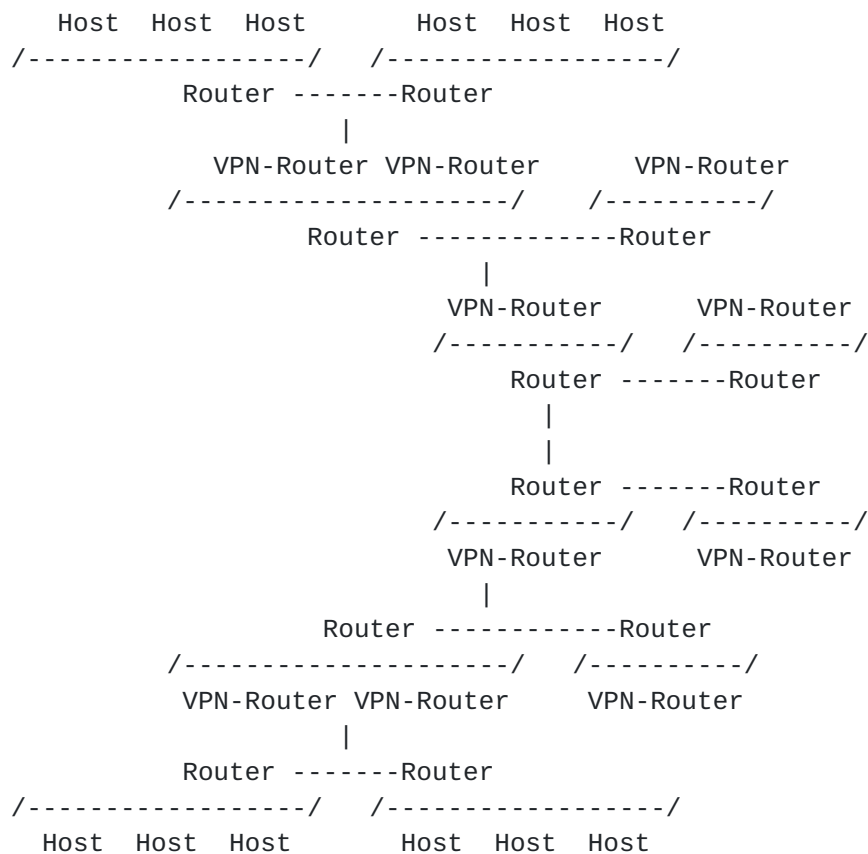 Host  Host  Host       Host  Host  Host
/------------------/   /------------------/
Router -------Router
|
VPN-Router VPN-Router      VPN-Router
/---------------------/    /----------/
Router -------------Router
|
VPN-Router      VPN-Router
/-----------/   /----------/
Router -------Router
|
|
Router -------Router
/-----------/   /----------/
VPN-Router      VPN-Router
|
Router ------------Router
/---------------------/   /----------/
VPN-Router VPN-Router     VPN-Router
|
Router -------Router
/------------------/   /------------------/
Host  Host  Host       Host  Host  Host